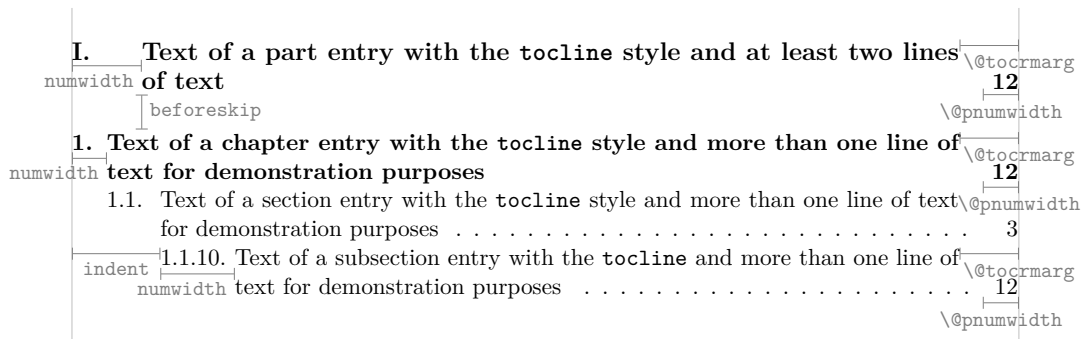 I. Text of a part entry with the tocline style and at least two lines \@tocrmarg
numwidth of text 12
beforeskip \@pnumwidth
1. Text of a chapter entry with the tocline style and more than one line of \@tocrmarg
numwidth text for demonstration purposes 12
1.1. Text of a section entry with the tocline style and more than one line of text \@pnumwidth
for demonstration purposes . . . . . . . . . . . . . . . . . . . . . . . . . . . . . 3
1.1.10. Text of a subsection entry with the tocline and more than one line of
indent \@tocrmarg
numwidth text for demonstration purposes . . . . . . . . . . . . . . . . . . . . . . 12
\@pnumwidth